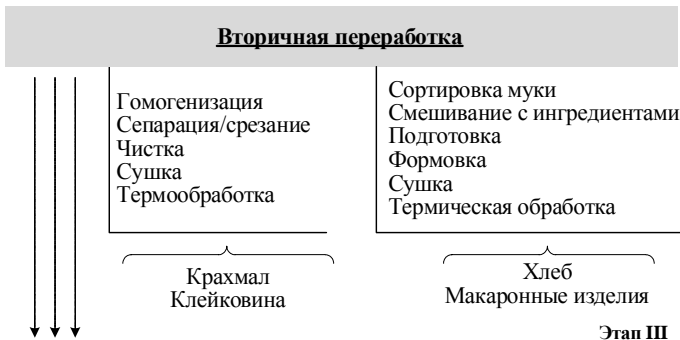 Вторичная переработка
Гомогенизация
Сепарация/срезание
Чистка
Сушка
Термообработка
Сортировка муки
Смешивание с ингредиентами
Подготовка
Формовка
Сушка
Термическая обработка
Крахмал
Клейковина
Хлеб
Макаронные изделия
Этап III